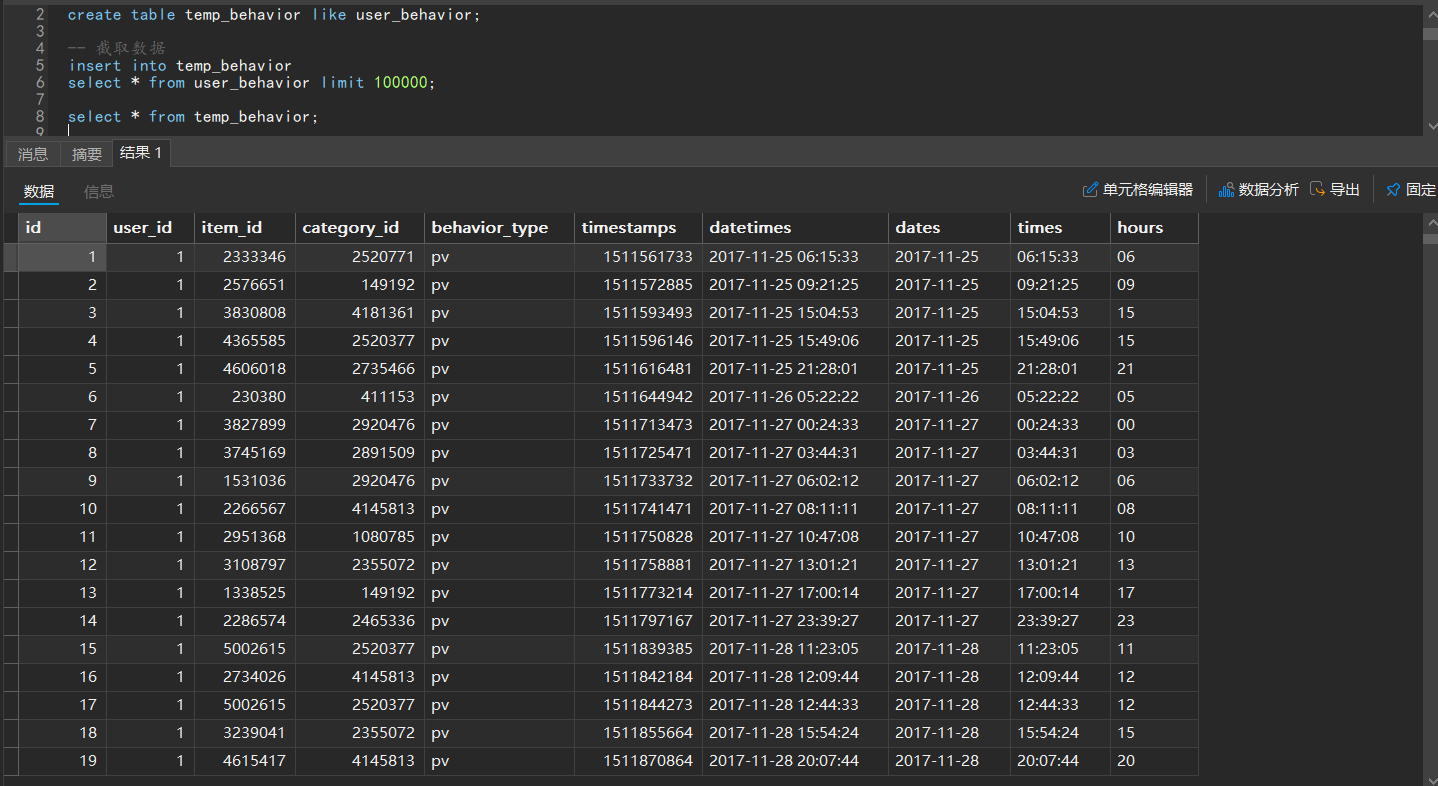 2 create table temp_behavior like user_behavior;
3
4 -- 截取数据
5 insert into temp_behavior
6 select * from user_behavior limit 100000;
7
8 select * from temp_behavior;
9
消息 摘要 结果 1
数据 信息 单元格编辑器 数据分析 导出 固定
id user_id item_id category_id behavior_type timestamps datetimes dates times hours
1 1 2333346 2520771 pv 1511561733 2017-11-25 06:15:33 2017-11-25 06:15:33 06
2 1 2576651 149192 pv 1511572885 2017-11-25 09:21:25 2017-11-25 09:21:25 09
3 1 3830808 4181361 pv 1511593493 2017-11-25 15:04:53 2017-11-25 15:04:53 15
4 1 4365585 2520377 pv 1511596146 2017-11-25 15:49:06 2017-11-25 15:49:06 15
5 1 4606018 2735466 pv 1511616481 2017-11-25 21:28:01 2017-11-25 21:28:01 21
6 1 230380 411153 pv 1511644942 2017-11-26 05:22:22 2017-11-26 05:22:22 05
7 1 3827899 2920476 pv 1511713473 2017-11-27 00:24:33 2017-11-27 00:24:33 00
8 1 3745169 2891509 pv 1511725471 2017-11-27 03:44:31 2017-11-27 03:44:31 03
9 1 1531036 2920476 pv 1511733732 2017-11-27 06:02:12 2017-11-27 06:02:12 06
10 1 2266567 4145813 pv 1511741471 2017-11-27 08:11:11 2017-11-27 08:11:11 08
11 1 2951368 1080785 pv 1511750828 2017-11-27 10:47:08 2017-11-27 10:47:08 10
12 1 3108797 2355072 pv 1511758881 2017-11-27 13:01:21 2017-11-27 13:01:21 13
13 1 1338525 149192 pv 1511773214 2017-11-27 17:00:14 2017-11-27 17:00:14 17
14 1 2286574 2465336 pv 1511797167 2017-11-27 23:39:27 2017-11-27 23:39:27 23
15 1 5002615 2520377 pv 1511839385 2017-11-28 11:23:05 2017-11-28 11:23:05 11
16 1 2734026 4145813 pv 1511842184 2017-11-28 12:09:44 2017-11-28 12:09:44 12
17 1 5002615 2520377 pv 1511844273 2017-11-28 12:44:33 2017-11-28 12:44:33 12
18 1 3239041 2355072 pv 1511855664 2017-11-28 15:54:24 2017-11-28 15:54:24 15
19 1 4615417 4145813 pv 1511870864 2017-11-28 20:07:44 2017-11-28 20:07:44 20